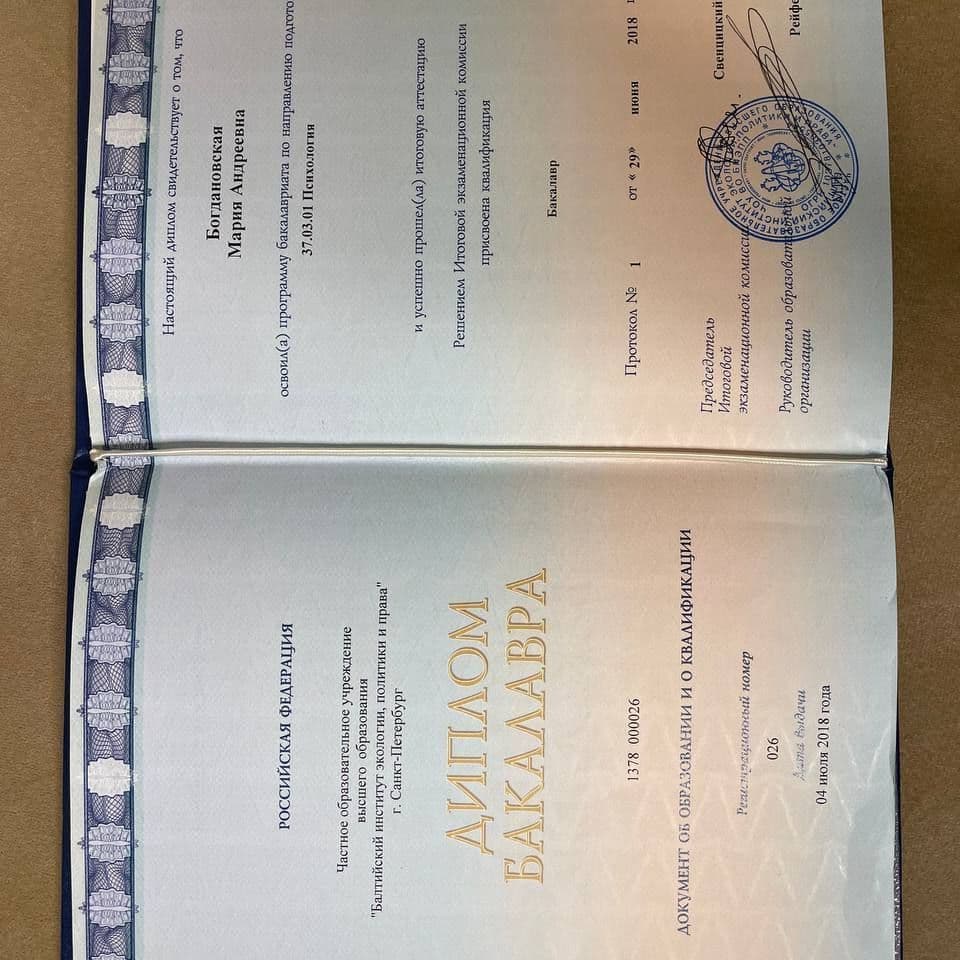 РОССИЙСКАЯ ФЕДЕРАЦИЯ
Частное образовательное учреждение
высшего образования
"Балтийский институт экологии, политики и права"
г. Санкт-Петербург
ДИПЛОМ
БАКАЛАВРА
1378 000026
ДОКУМЕНТ ОБ ОБРАЗОВАНИИ И О КВАЛИФИКАЦИИ
Регистрационный номер
026
Дата выдачи
04 июля 2018 года
Настоящий диплом свидетельствует о том, что
Богдановская
Мария Андреевна
освоил(а) программу бакалавриата по направлению подгото
37.03.01 Психология
и успешно прошел(ла) итоговую аттестацию
Решением Итоговой экзаменационной комиссии
присвоена квалификация
Бакалавр
Протокол № 1 от « 29» июня 2018 г
Председатель
Итоговой
экзаменационной комиссии Свенцицкий
Руководитель образовательной Рейфе
организации